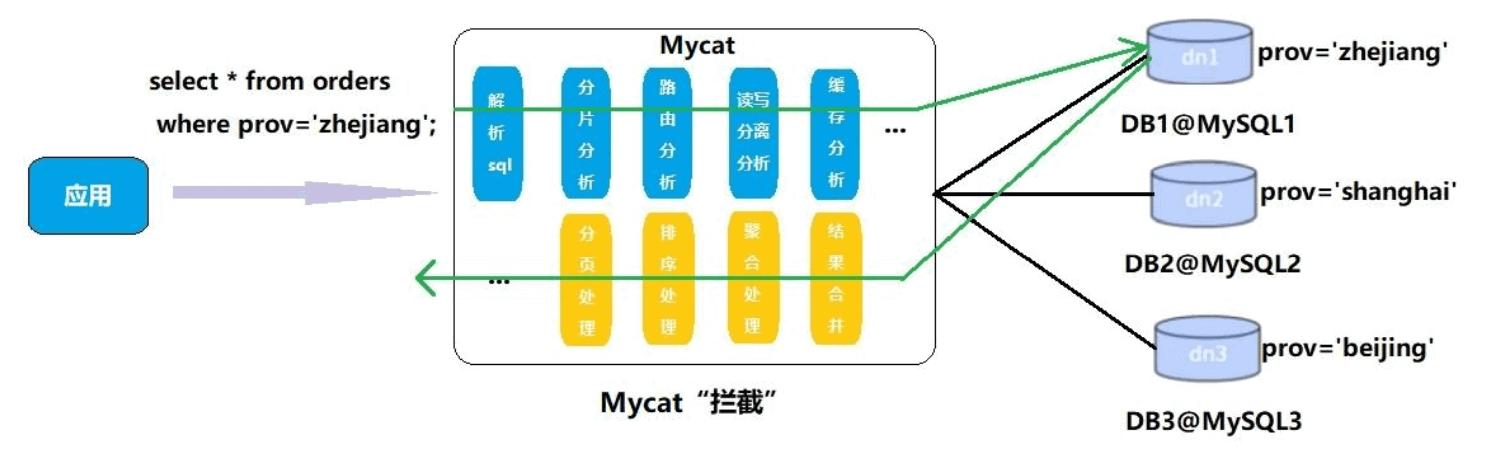 Mycat
select * from orders
where prov='zhejiang';
应用
解析sql
分片分析
路由分析
读写分离分析
缓存分析
...
...
分页处理
排序处理
聚合处理
结果合并
Mycat“拦截”
dn1
prov='zhejiang'
DB1@MySQL1
dn2
prov='shanghai'
DB2@MySQL2
dn3
prov='beijing'
DB3@MySQL3